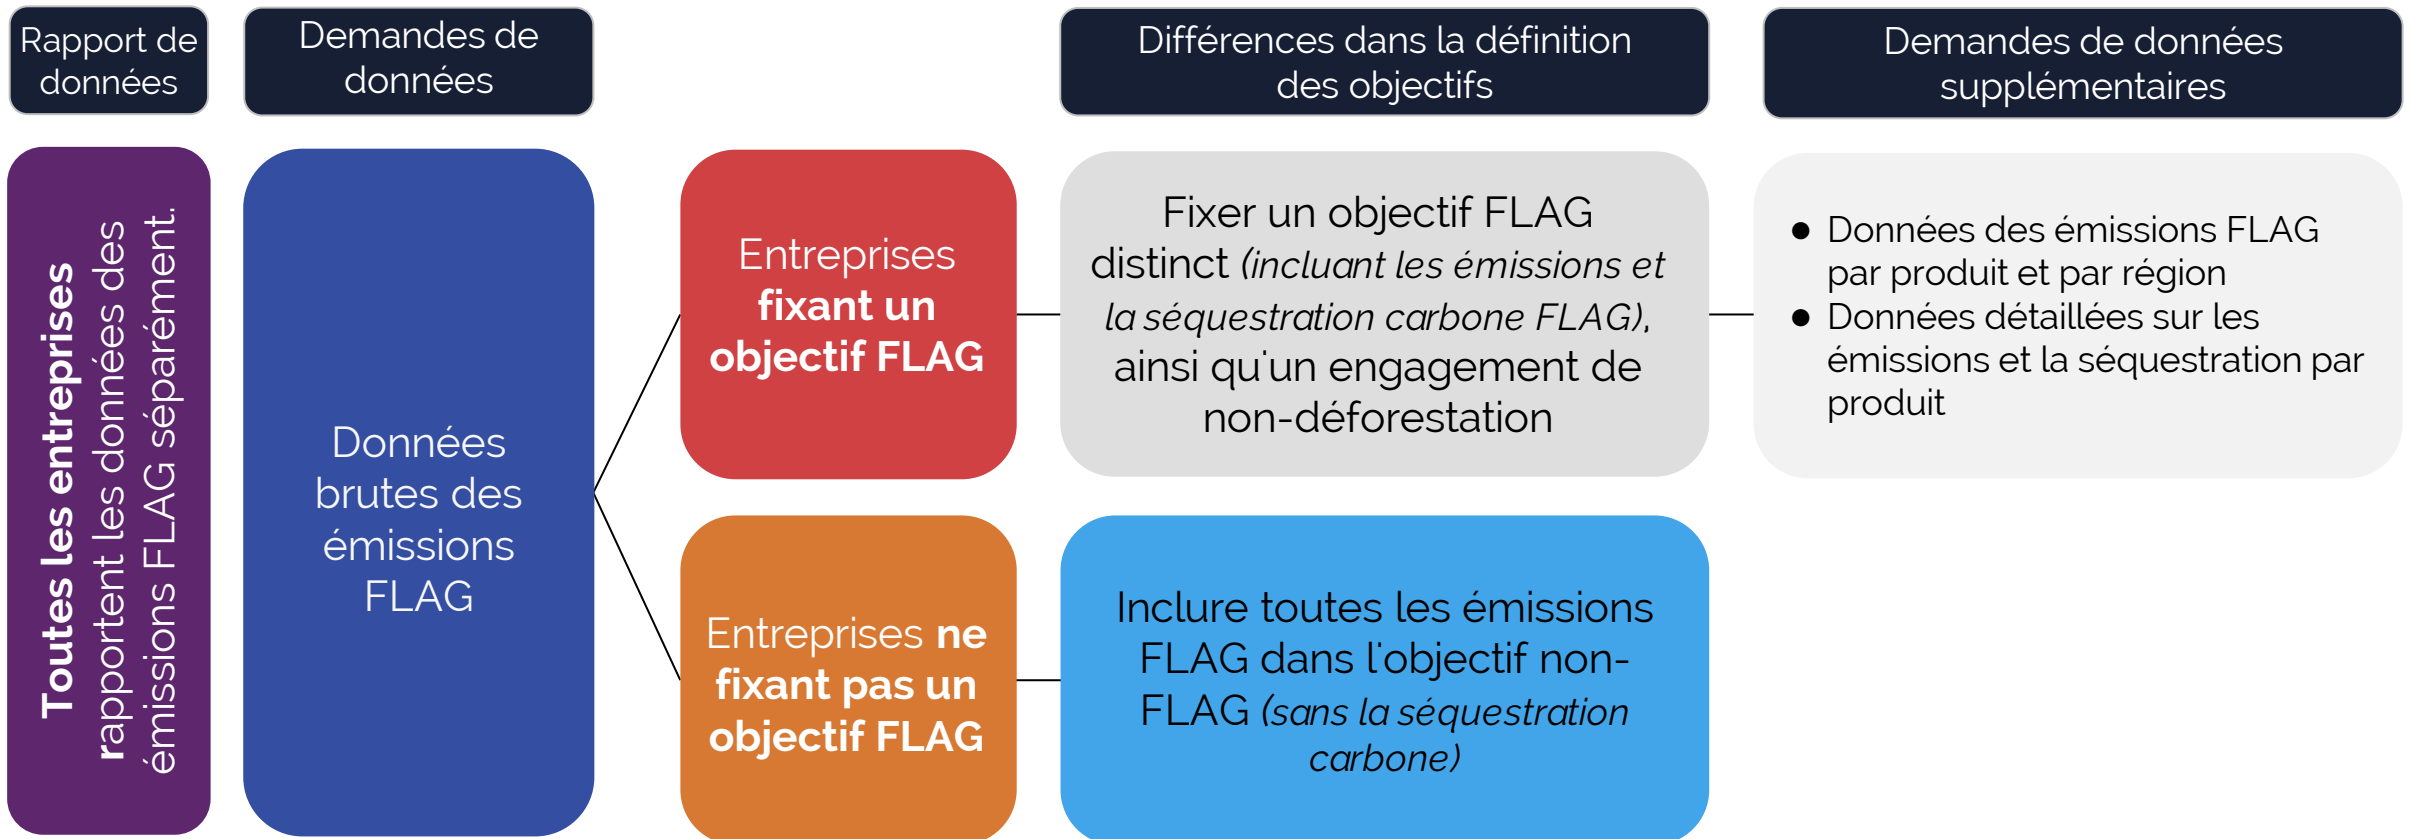 Rapport de
données
Demandes de
données
Différences dans la définition
des objectifs
Demandes de données
supplémentaires
Toutes les entreprises
rapportent les données des
émissions FLAG séparément.
Données
brutes des
émissions
FLAG
Entreprises
fixant un
objectif FLAG
Fixer un objectif FLAG
distinct (incluant les émissions et
la séquestration carbone FLAG),
ainsi qu'un engagement de
non-déforestation
● Données des émissions FLAG
par produit et par région
● Données détaillées sur les
émissions et la séquestration par
produit
Entreprises ne
fixant pas un
objectif FLAG
Inclure toutes les émissions
FLAG dans l'objectif non-
FLAG (sans la séquestration
carbone)